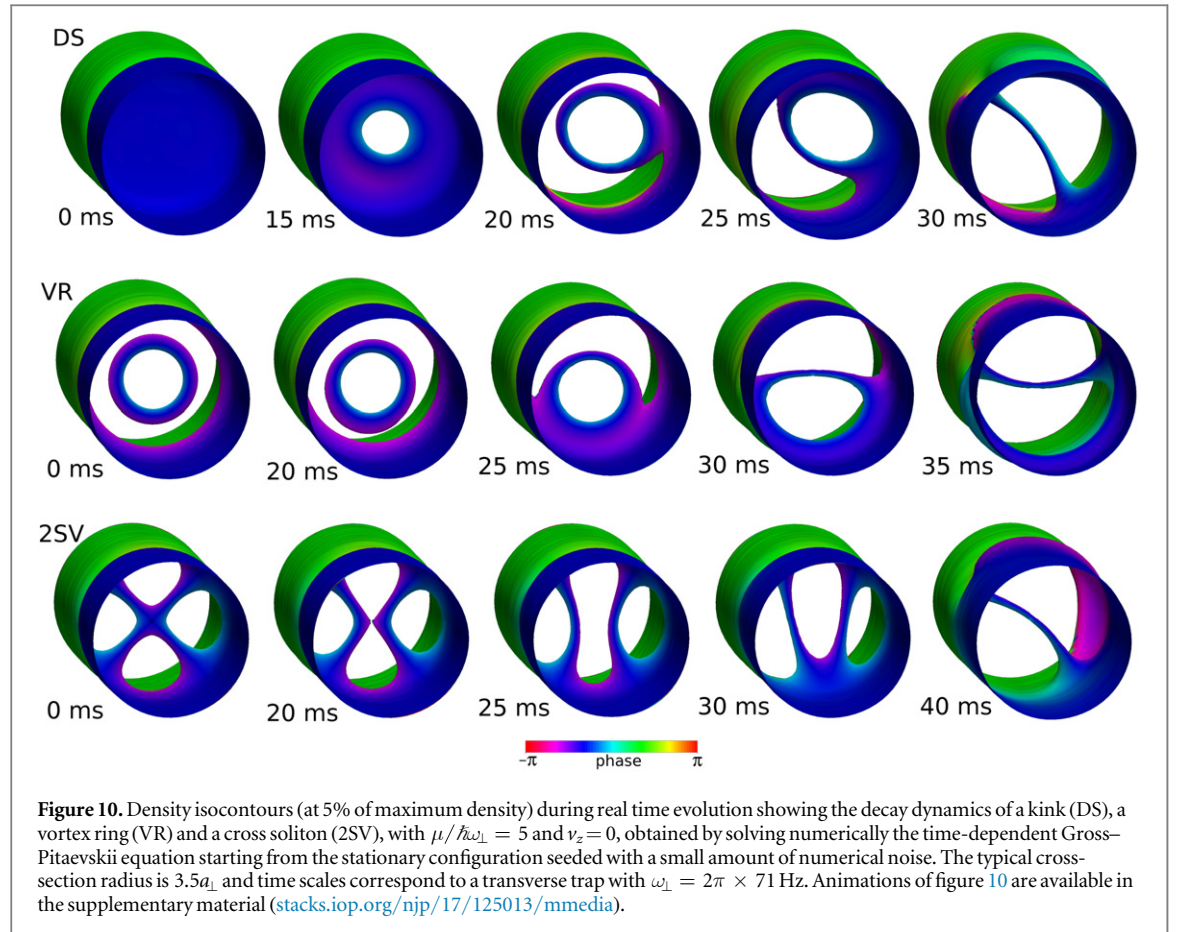 DS
0 ms
15 ms
20 ms
25 ms
30 ms
VR
0 ms
20 ms
25 ms
30 ms
35 ms
2SV
0 ms
20 ms
25 ms
30 ms
40 ms
−π phase π
Figure 10. Density isocontours (at 5% of maximum density) during real time evolution showing the decay dynamics of a kink (DS), a
vortex ring (VR) and a cross soliton (2SV), with μ/ℏω⊥ = 5 and νz = 0, obtained by solving numerically the time-dependent Gross–
Pitaevskii equation starting from the stationary configuration seeded with a small amount of numerical noise. The typical cross-
section radius is 3.5a⊥ and time scales correspond to a transverse trap with ω⊥ = 2π × 71 Hz. Animations of figure 10 are available in
the supplementary material (stacks.iop.org/njp/17/125013/mmedia).